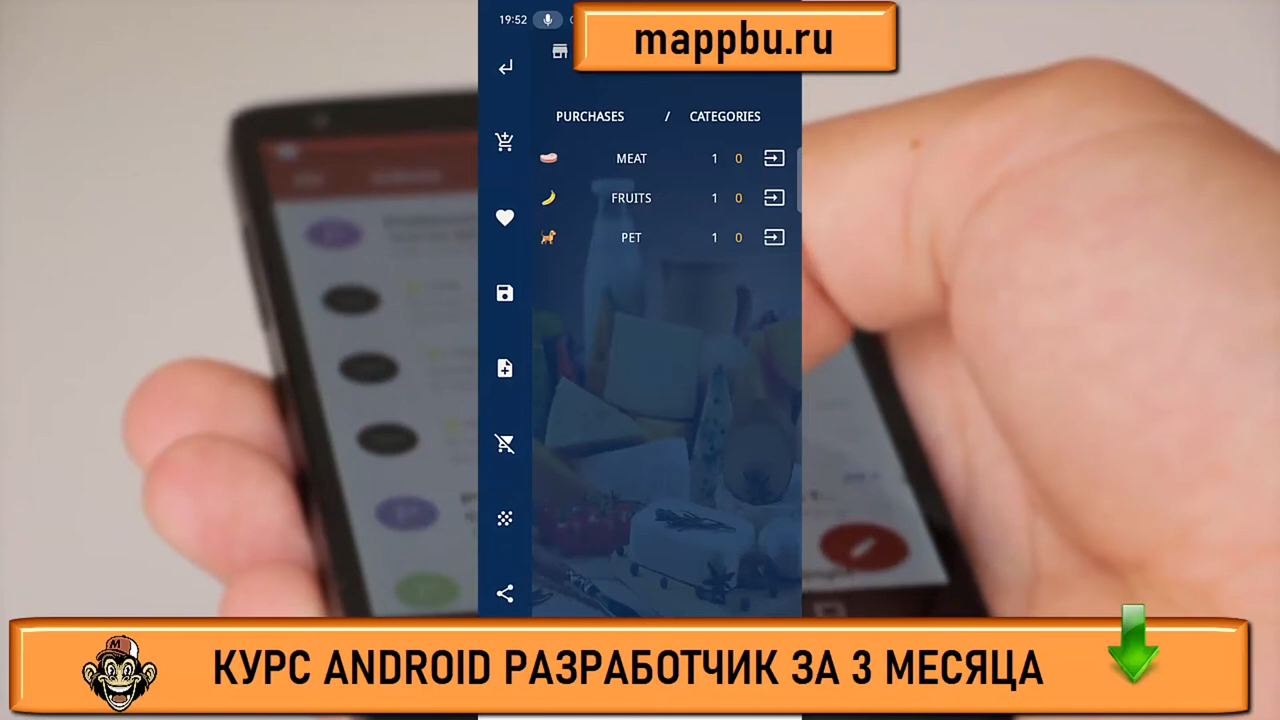 19:52
mappbu.ru
PURCHASES / CATEGORIES
MEAT 1 0
FRUITS 1 0
PET 1 0
M
КУРС ANDROID РАЗРАБОТЧИК ЗА 3 МЕСЯЦА